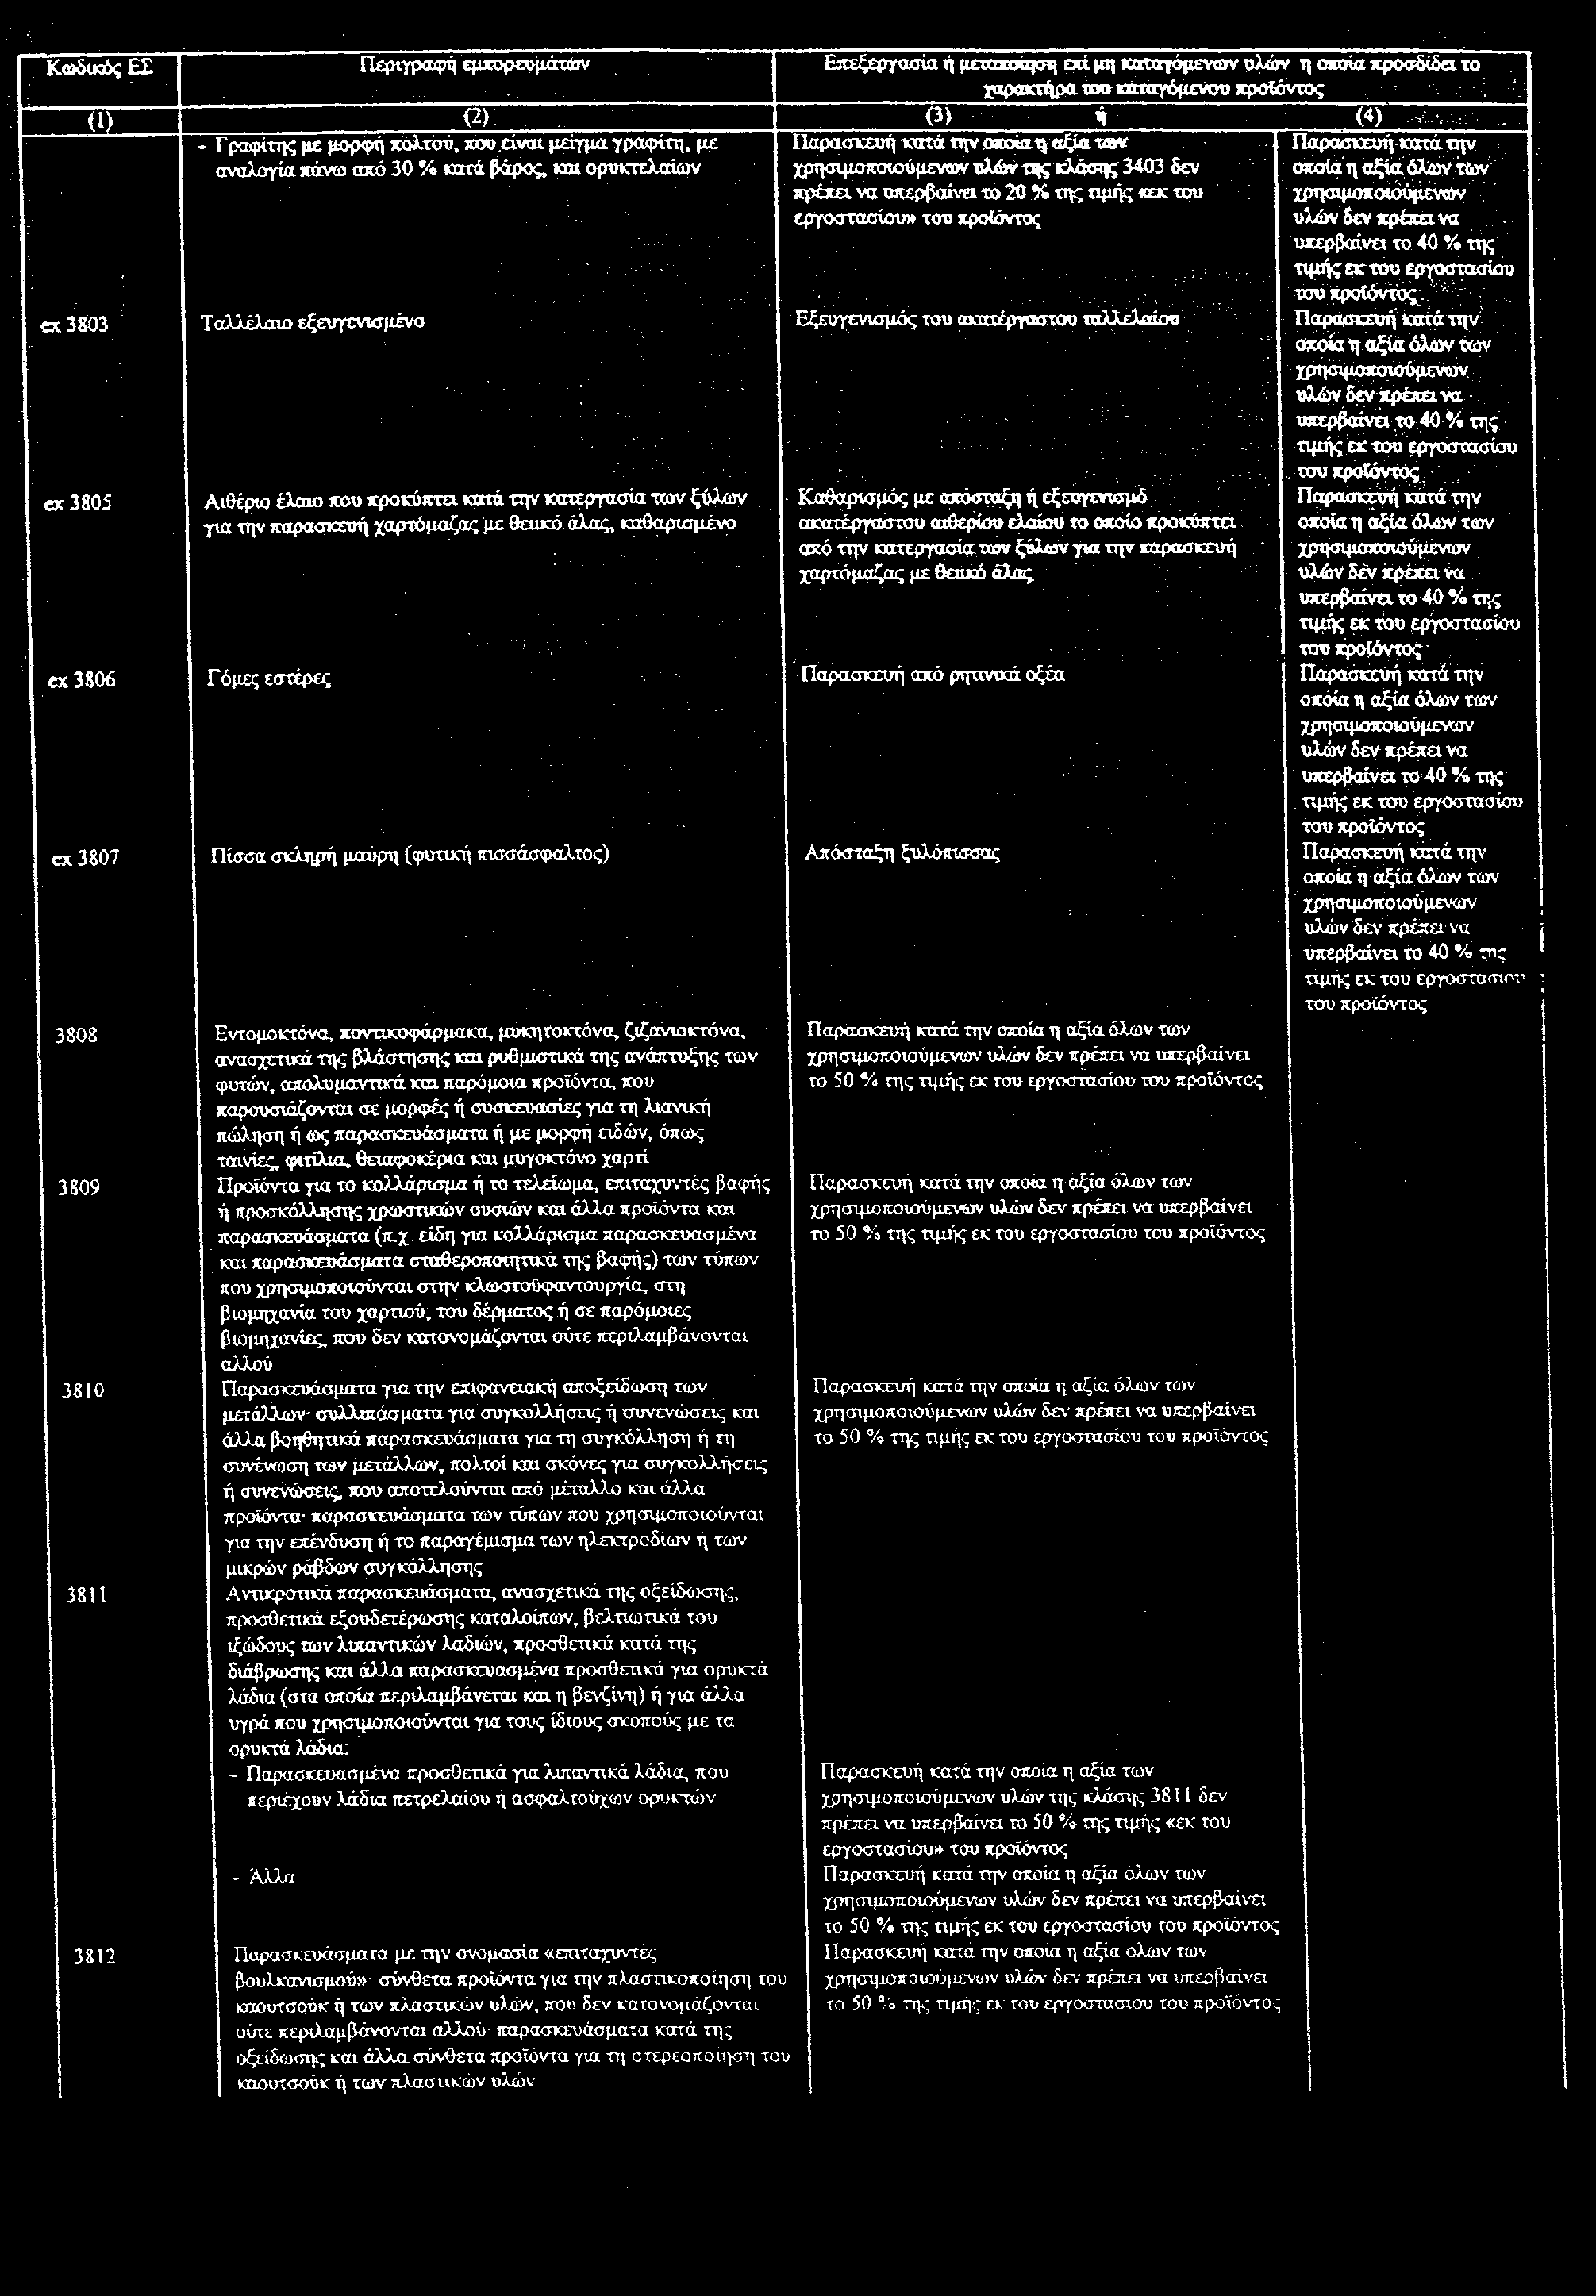 Κωδικός ΕΣ
Περιγραφή εμπορευμάτων
Επεξεργασία ή μεταποίηση επί μη καταγόμενων υλών η οποία προσδίδει το
χαρακτήρα του καταγόμενου προϊόντος
(1)
(2)
(3) ή (4)
- Γραφίτης με μορφή πολτού, που είναι μείγμα γραφίτη, με
αναλογία πάνω από 30 % κατά βάρος, και ορυκτελαίων
Παρασκευή κατά την οποία η αξία των
χρησιμοποιούμενων υλών της κλάσης 3403 δεν
πρέπει να υπερβαίνει το 20 % της τιμής «εκ του
εργοστασίου» του προϊόντος
Παρασκευή κατά την
οποία η αξία όλων των
χρησιμοποιούμενων
υλών δεν πρέπει να
υπερβαίνει το 40 % της
τιμής εκ του εργοστασίου
του προϊόντος
ex 3803
Ταλλέλαιο εξευγενισμένο
Εξευγενισμός του ακατέργαστου ταλλελαίου
Παρασκευή κατά την
οποία η αξία όλων των
χρησιμοποιούμενων
υλών δεν πρέπει να
υπερβαίνει το 40 % της
τιμής εκ του εργοστασίου
του προϊόντος
ex 3805
Αιθέριο έλαιο που προκύπτει κατά την κατεργασία των ξύλων
για την παρασκευή χαρτόμαζας με θειικό άλας, καθαρισμένο
Καθαρισμός με απόσταξη ή εξευγενισμό
ακατέργαστου αιθερίου ελαίου το οποίο προκύπτει
από την κατεργασία των ξύλων για την παρασκευή
χαρτόμαζας με θειικό άλας
Παρασκευή κατά την
οποία η αξία όλων των
χρησιμοποιούμενων
υλών δεν πρέπει να
υπερβαίνει το 40 % της
τιμής εκ του εργοστασίου
του προϊόντος
ex 3806
Γόμες εστέρες
Παρασκευή από ρητινικά οξέα
Παρασκευή κατά την
οποία η αξία όλων των
χρησιμοποιούμενων
υλών δεν πρέπει να
υπερβαίνει το 40 % της
τιμής εκ του εργοστασίου
του προϊόντος
ex 3807
Πίσσα σκληρή μαύρη (φυτική πισσάσφαλτος)
Απόσταξη ξυλόπισσας
Παρασκευή κατά την
οποία η αξία όλων των
χρησιμοποιούμενων
υλών δεν πρέπει να
υπερβαίνει το 40 % της
τιμής εκ του εργοστασίου
του προϊόντος
3808
Εντομοκτόνα, ποντικοφάρμακα, μυκητοκτόνα, ζιζανιοκτόνα,
ανασχετικά της βλάστησης και ρυθμιστικά της ανάπτυξης των
φυτών, απολυμαντικά και παρόμοια προϊόντα, που
παρουσιάζονται σε μορφές ή συσκευασίες για τη λιανική
πώληση ή ως παρασκευάσματα ή με μορφή ειδών, όπως
ταινίες, φιτίλια, θειαφοκέρια και μυγοκτόνο χαρτί
Παρασκευή κατά την οποία η αξία όλων των
χρησιμοποιούμενων υλών δεν πρέπει να υπερβαίνει
το 50 % της τιμής εκ του εργοστασίου του προϊόντος
3809
Προϊόντα για το κολλάρισμα ή το τελείωμα, επιταχυντές βαφής
ή προσκόλλησης χρωστικών ουσιών και άλλα προϊόντα και
παρασκευάσματα (π.χ. είδη για κολλάρισμα παρασκευασμένα
και παρασκευάσματα σταθεροποιητικά της βαφής) των τύπων
που χρησιμοποιούνται στην κλωστοϋφαντουργία, στη
βιομηχανία του χαρτιού, του δέρματος ή σε παρόμοιες
βιομηχανίες, που δεν κατονομάζονται ούτε περιλαμβάνονται
αλλού
Παρασκευή κατά την οποία η αξία όλων των
χρησιμοποιούμενων υλών δεν πρέπει να υπερβαίνει
το 50 % της τιμής εκ του εργοστασίου του προϊόντος
3810
Παρασκευάσματα για την επιφανειακή αποξείδωση των
μετάλλων· συλλιπάσματα για συγκολλήσεις ή συνενώσεις και
άλλα βοηθητικά παρασκευάσματα για τη συγκόλληση ή τη
συνένωση των μετάλλων, πολτοί και σκόνες για συγκολλήσεις
ή συνενώσεις, που αποτελούνται από μέταλλο και άλλα
προϊόντα· παρασκευάσματα των τύπων που χρησιμοποιούνται
για την επένδυση ή το παραγέμισμα των ηλεκτροδίων ή των
μικρών ράβδων συγκόλλησης
Παρασκευή κατά την οποία η αξία όλων των
χρησιμοποιούμενων υλών δεν πρέπει να υπερβαίνει
το 50 % της τιμής εκ του εργοστασίου του προϊόντος
3811
Αντικροτικά παρασκευάσματα, ανασχετικά της οξείδωσης,
προσθετικά εξουδετέρωσης καταλοίπων, βελτιωτικά του
ιξώδους των λιπαντικών λαδιών, προσθετικά κατά της
διάβρωσης και άλλα παρασκευασμένα προσθετικά για ορυκτά
λάδια (στα οποία περιλαμβάνεται και η βενζίνη) ή για άλλα
υγρά που χρησιμοποιούνται για τους ίδιους σκοπούς με τα
ορυκτά λάδια:
- Παρασκευασμένα προσθετικά για λιπαντικά λάδια, που
περιέχουν λάδια πετρελαίου ή ασφαλτούχων ορυκτών
Παρασκευή κατά την οποία η αξία των
χρησιμοποιούμενων υλών της κλάσης 3811 δεν
πρέπει να υπερβαίνει το 50 % της τιμής «εκ του
εργοστασίου» του προϊόντος
- Άλλα
Παρασκευή κατά την οποία η αξία όλων των
χρησιμοποιούμενων υλών δεν πρέπει να υπερβαίνει
το 50 % της τιμής εκ του εργοστασίου του προϊόντος
3812
Παρασκευάσματα με την ονομασία «επιταχυντές
βουλκανισμού»· σύνθετα προϊόντα για την πλαστικοποίηση του
καουτσούκ ή των πλαστικών υλών, που δεν κατονομάζονται
ούτε περιλαμβάνονται αλλού· παρασκευάσματα κατά της
οξείδωσης και άλλα σύνθετα προϊόντα για τη στερεοποίηση του
καουτσούκ ή των πλαστικών υλών
Παρασκευή κατά την οποία η αξία όλων των
χρησιμοποιούμενων υλών δεν πρέπει να υπερβαίνει
το 50 % της τιμής εκ του εργοστασίου του προϊόντος